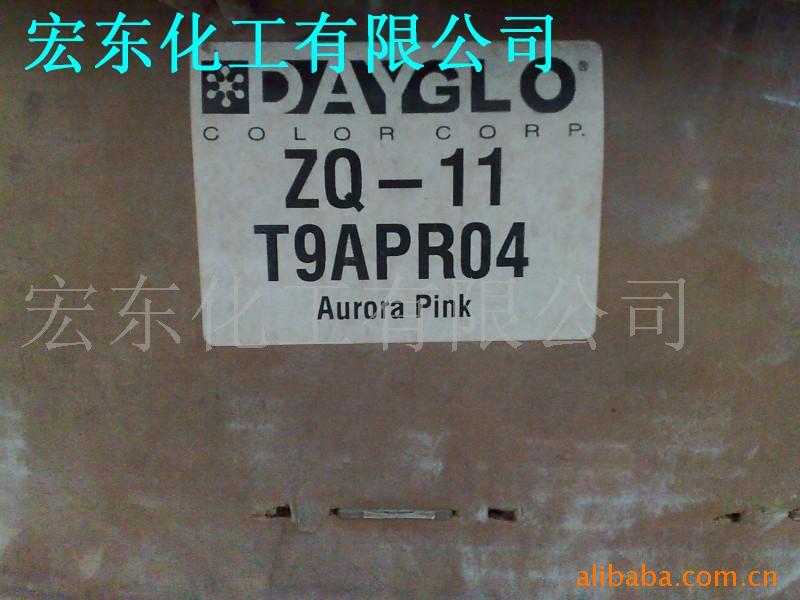 宏东化工有限公司
DAYGLO®
COLOR CORP.
ZQ-11
T9APR04
Aurora Pink
宏东化工有限公司
alibaba.com.cn